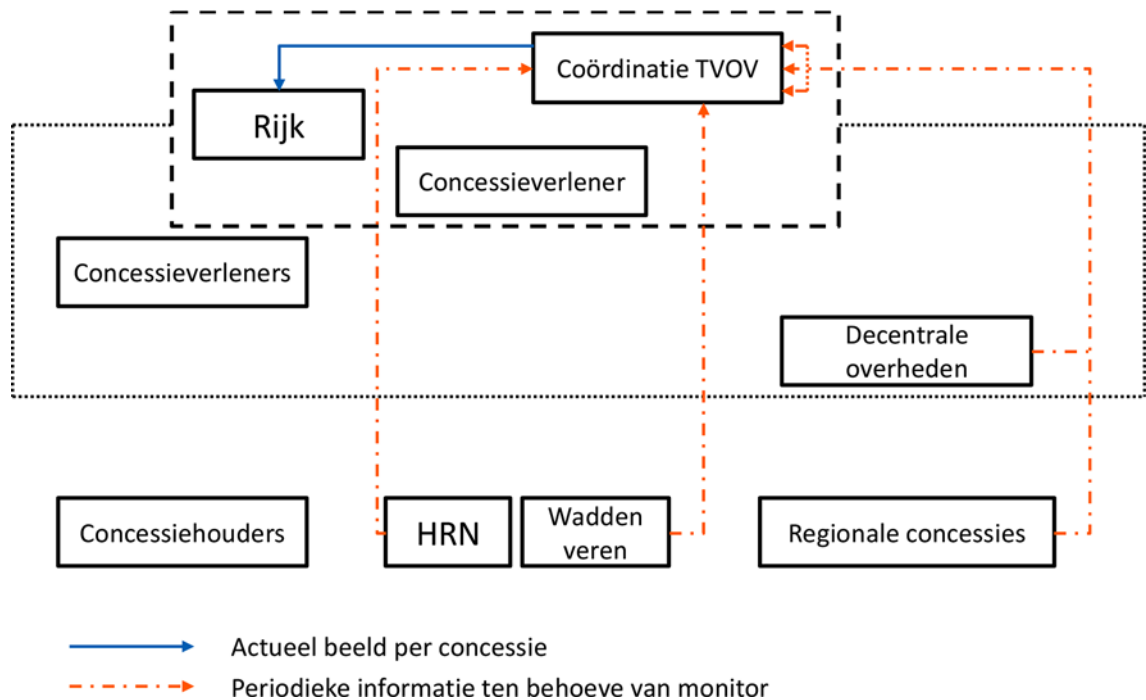 Coördinatie TVOV
Rijk
Concessieverlener
Concessieverleners
Decentrale
overheden
Concessiehouders
HRN
Wadden
veren
Regionale concessies
Actueel beeld per concessie
Periodieke informatie ten behoeve van monitor